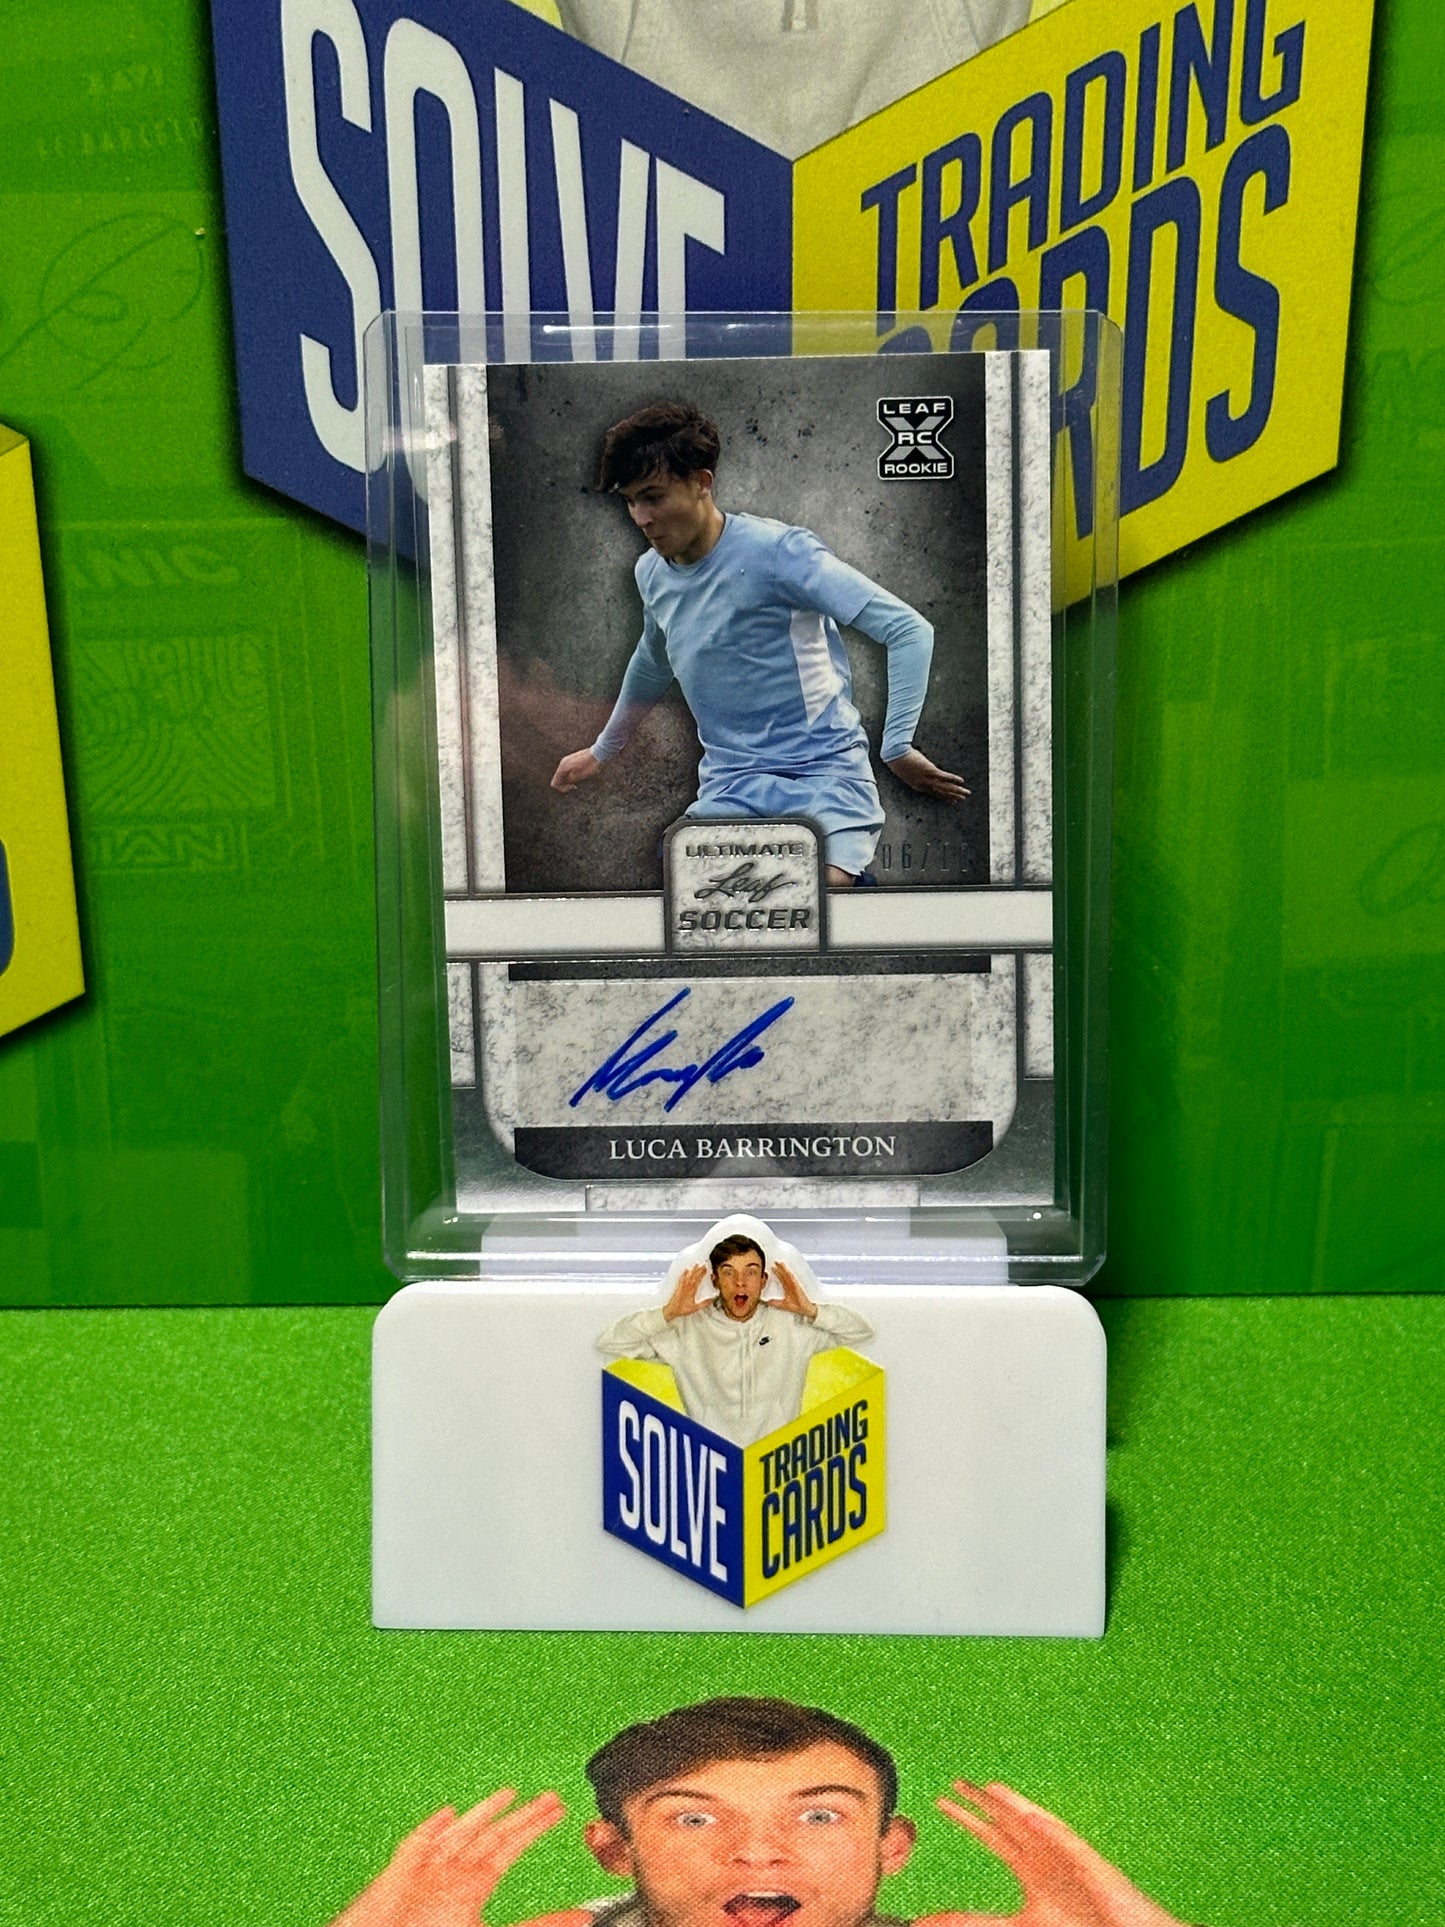 SOLVE
TRADING
CARDS
LEAF
RC
ROOKIE
ULTIMATE
Leaf
SOCCER
LUCA BARRINGTON
SOLVE
TRADING
CARDS